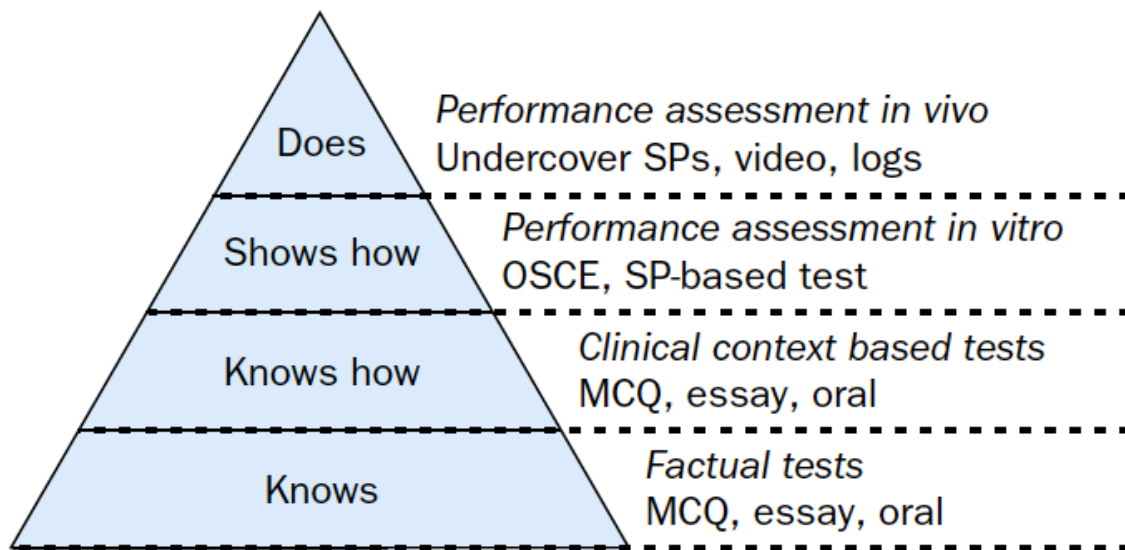 Does
Performance assessment in vivo
Undercover SPs, video, logs
Shows how
Performance assessment in vitro
OSCE, SP-based test
Knows how
Clinical context based tests
MCQ, essay, oral
Knows
Factual tests
MCQ, essay, oral